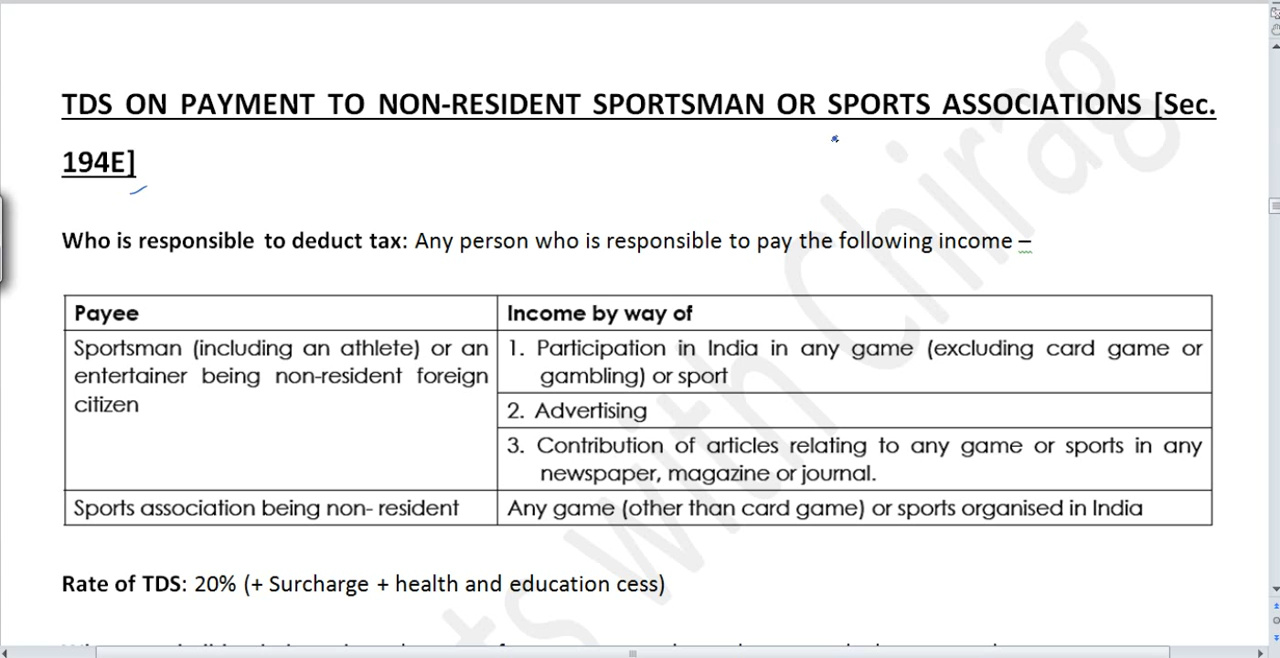 TDS ON PAYMENT TO NON-RESIDENT SPORTSMAN OR SPORTS ASSOCIATIONS [Sec.
194E]
Who is responsible to deduct tax: Any person who is responsible to pay the following income –
Payee
Income by way of
Sportsman (including an athlete) or an
entertainer being non-resident foreign
citizen
1. Participation in India in any game (excluding card game or
gambling) or sport
2. Advertising
3. Contribution of articles relating to any game or sports in any
newspaper, magazine or journal.
Sports association being non- resident
Any game (other than card game) or sports organised in India
Rate of TDS: 20% (+ Surcharge + health and education cess)
with Chirag